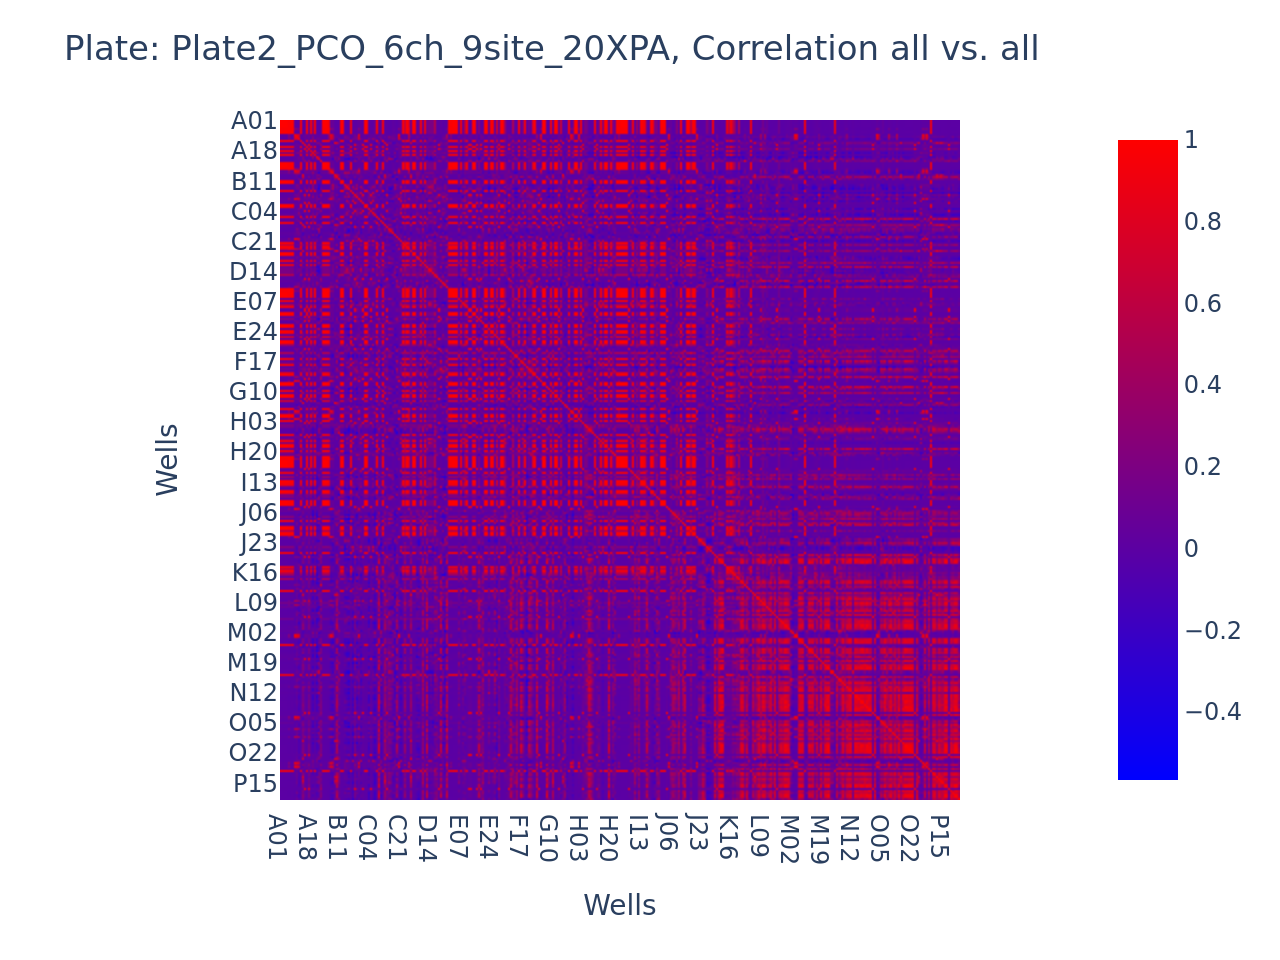 Plate: Plate2_PCO_6ch_9site_20XPA, Correlation all vs. all
A01
A18
B11
C04
C21
D14
E07
E24
F17
G10
H03
H20
I13
J06
J23
K16
L09
M02
M19
N12
O05
O22
P15
Wells
A01 A18 B11 C04 C21 D14 E07 E24 F17 G10 H03 H20 I13 J06 J23 K16 L09 M02 M19 N12 O05 O22 P15
Wells
1
0.8
0.6
0.4
0.2
0
−0.2
−0.4